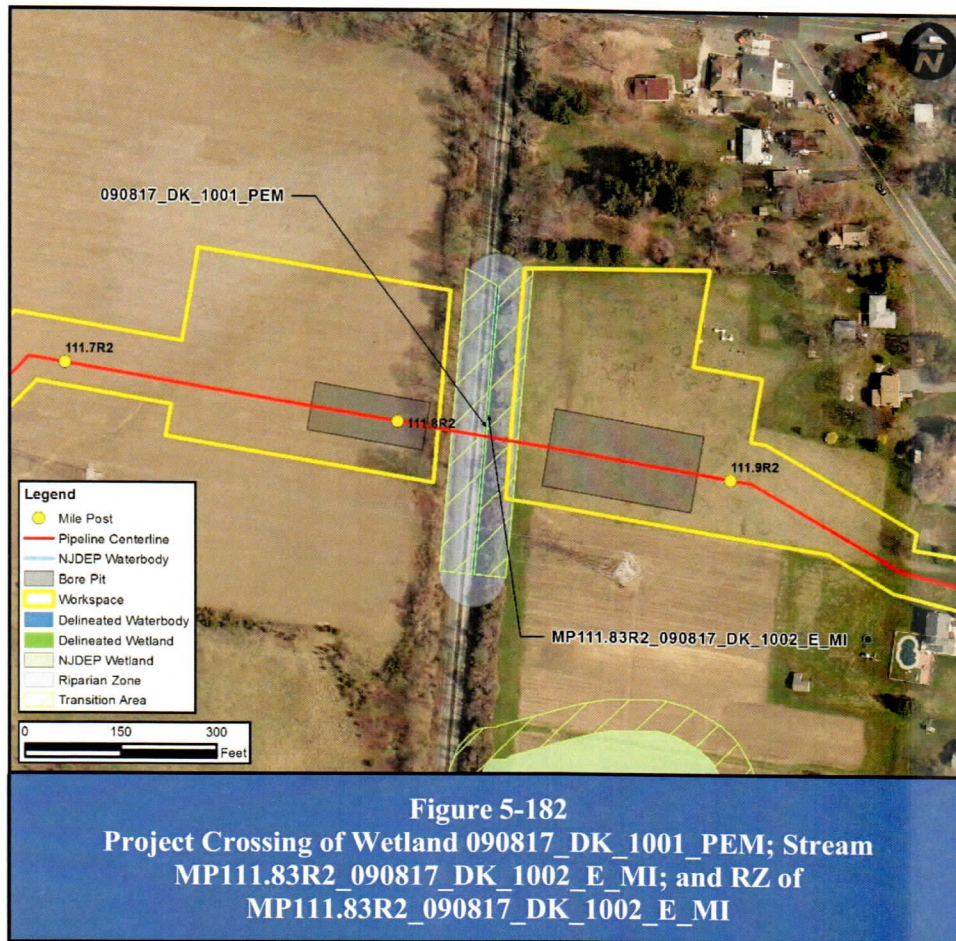 N
090817_DK_1001_PEM
111.7R2
111.8R2
111.9R2
MP111.83R2_090817_DK_1002_E_MI
Legend
Mile Post
Pipeline Centerline
NJDEP Waterbody
Bore Pit
Workspace
Delineated Waterbody
Delineated Wetland
NJDEP Wetland
Riparian Zone
Transition Area
0 150 300
Feet
Figure 5-182
Project Crossing of Wetland 090817_DK_1001_PEM; Stream
MP111.83R2_090817_DK_1002_E_MI; and RZ of
MP111.83R2_090817_DK_1002_E_MI